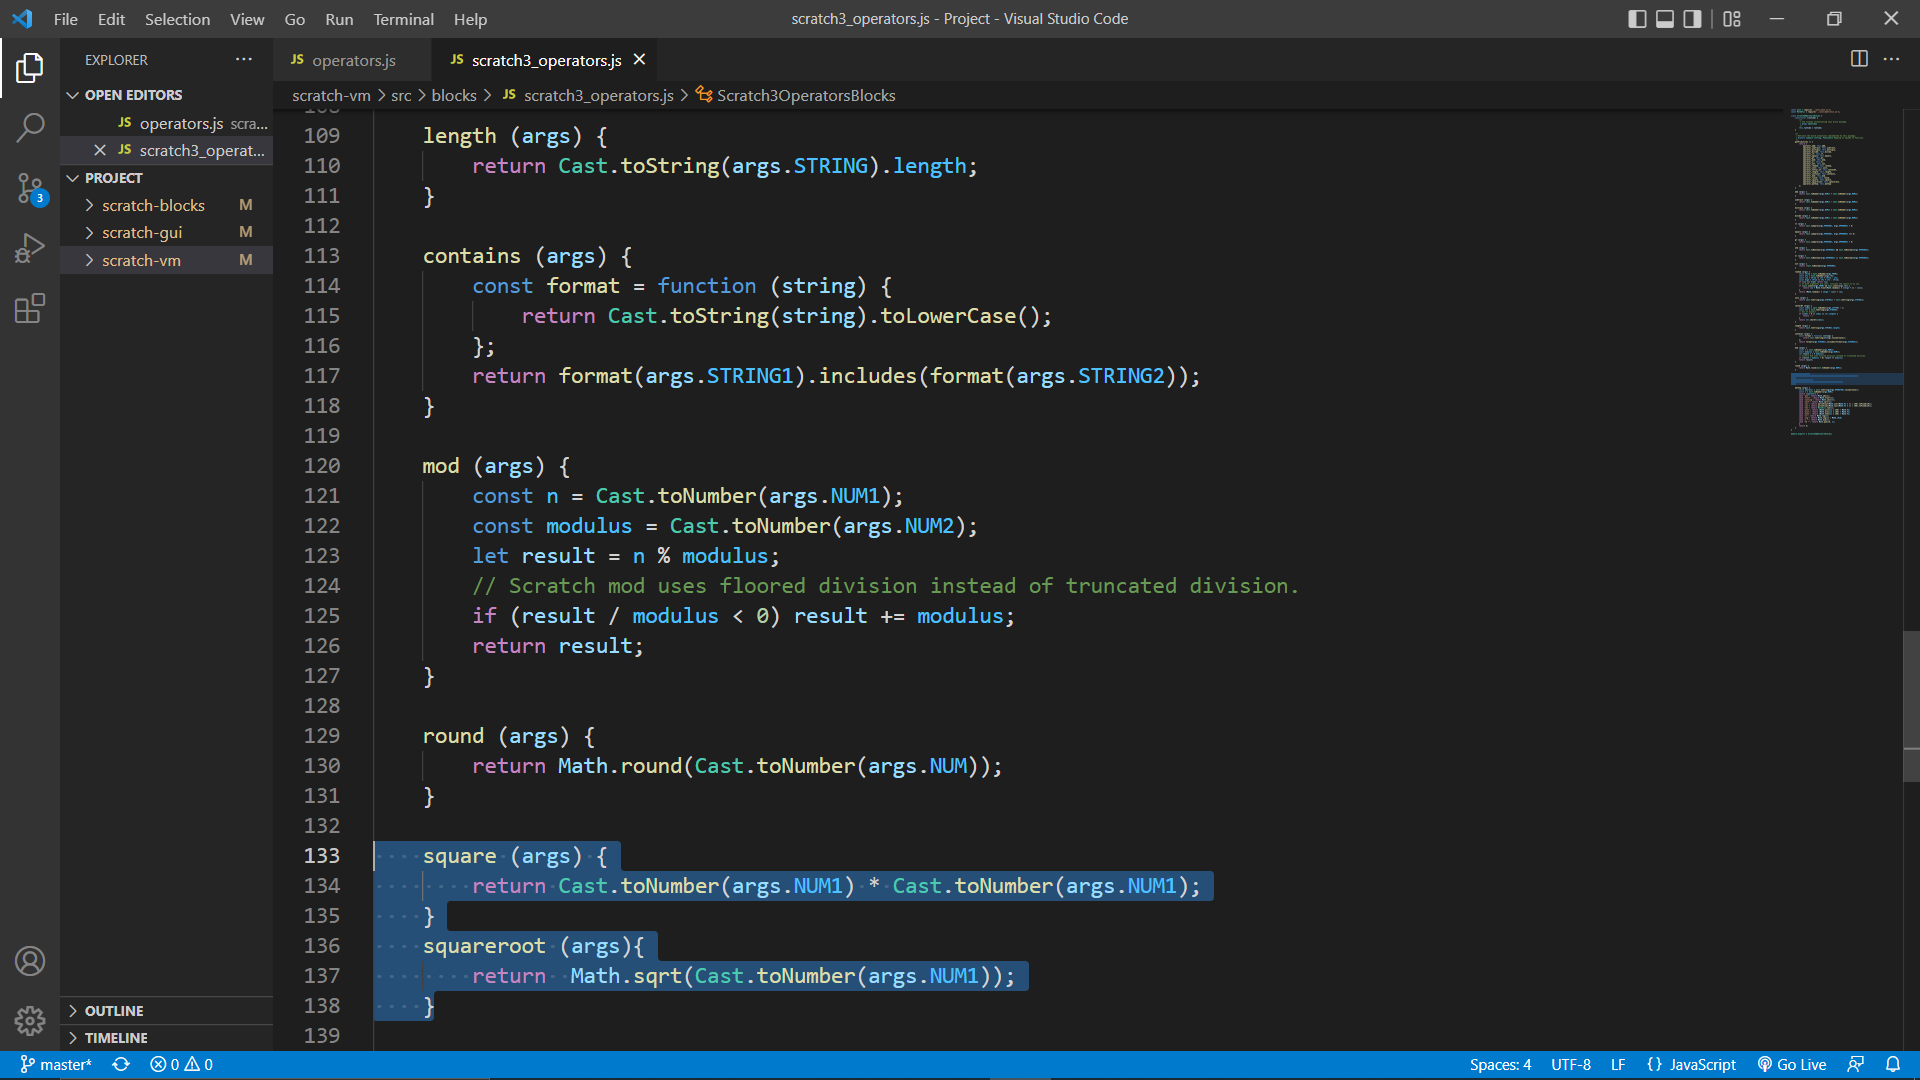 File Edit Selection View Go Run Terminal Help
scratch3_operators.js - Project - Visual Studio Code
EXPLORER
OPEN EDITORS
JS operators.js scra...
JS scratch3_operat...
PROJECT
scratch-blocks M
scratch-gui M
scratch-vm M
3
OUTLINE
TIMELINE
JS operators.js
JS scratch3_operators.js
scratch-vm > src > blocks > JS scratch3_operators.js > Scratch3OperatorsBlocks
109 length (args) {
110 return Cast.toString(args.STRING).length;
111 }
112
113 contains (args) {
114 const format = function (string) {
115 return Cast.toString(string).toLowerCase();
116 };
117 return format(args.STRING1).includes(format(args.STRING2));
118 }
119
120 mod (args) {
121 const n = Cast.toNumber(args.NUM1);
122 const modulus = Cast.toNumber(args.NUM2);
123 let result = n % modulus;
124 // Scratch mod uses floored division instead of truncated division.
125 if (result / modulus < 0) result += modulus;
126 return result;
127 }
128
129 round (args) {
130 return Math.round(Cast.toNumber(args.NUM));
131 }
132
133 square (args) {
134 return Cast.toNumber(args.NUM1) * Cast.toNumber(args.NUM1);
135 }
136 squareroot (args){
137 return  Math.sqrt(Cast.toNumber(args.NUM1));
138 }
139
master* 0 0
Spaces: 4 UTF-8 LF {} JavaScript Go Live